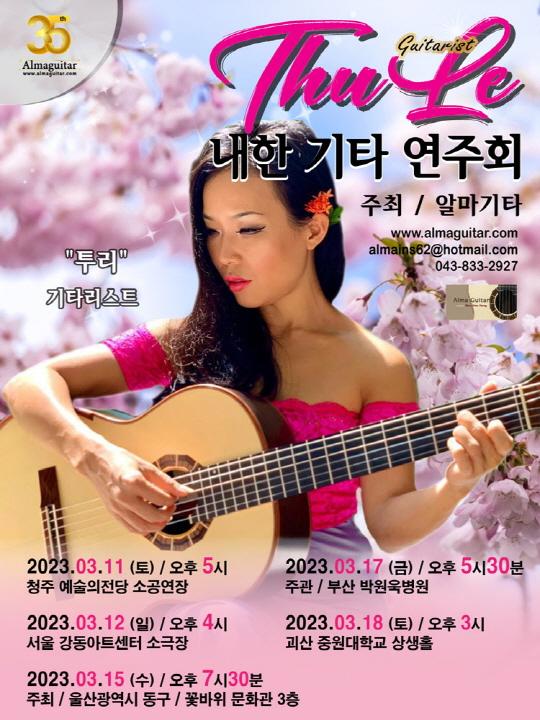 35th
Almaguitar
www.almaguitar.com
Guitarist
Thu Le
내한 기타 연주회
주최 / 알마기타
www.almaguitar.com
almains62@hotmail.com
043-833-2927
Alma Guitar
"투리"
기타리스트
2023.03.11 (토) / 오후 5시
청주 예술의전당 소공연장
2023.03.12 (일) / 오후 4시
서울 강동아트센터 소극장
2023.03.15 (수) / 오후 7시30분
주최 / 울산광역시 동구 / 꽃바위 문화관 3층
2023.03.17 (금) / 오후 5시30분
주관 / 부산 박원욱병원
2023.03.18 (토) / 오후 3시
괴산 중원대학교 상생홀